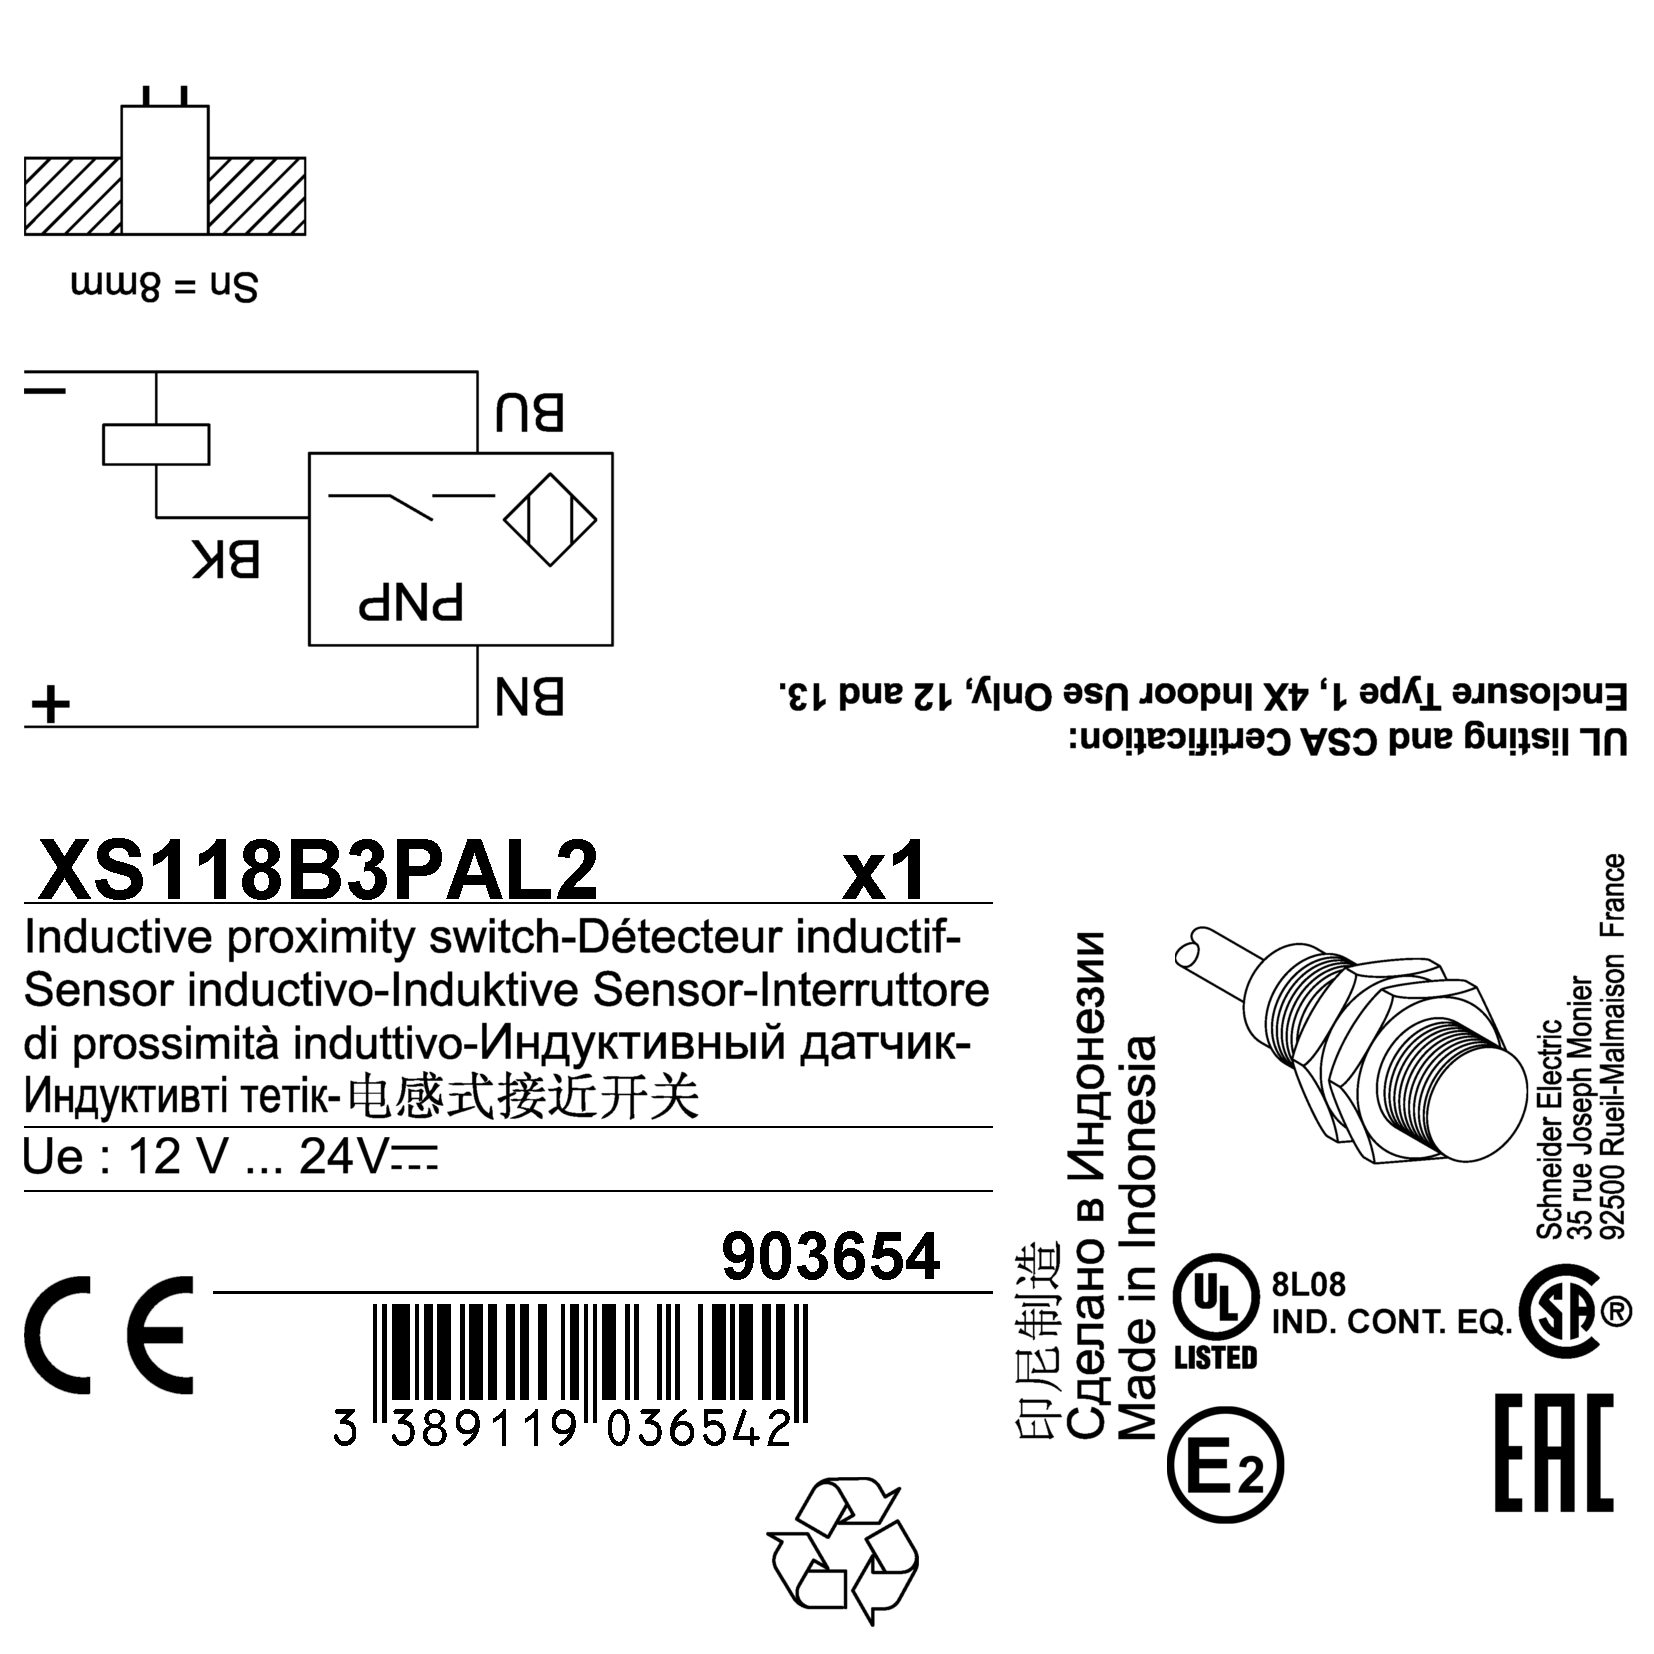 Sn = 8mm
–
BU
BK
PNP
BN
+
UL listing and CSA Certification:
Enclosure Type 1, 4X Indoor Use Only, 12 and 13.
XS118B3PAL2 x1
Inductive proximity switch-Détecteur inductif-
Sensor inductivo-Induktive Sensor-Interruttore
di prossimità induttivo-Индуктивный датчик-
Индуктивті тетік-电感式接近开关
Ue : 12 V ... 24V
903654
CE
3 389119 036542
印尼制造
Сделано в Индонезии
Made in Indonesia
Schneider Electric
35 rue Joseph Monier
92500 Rueil-Malmaison France
UL
LISTED
8L08
IND. CONT. EQ.
CSA ®
E2
EAC